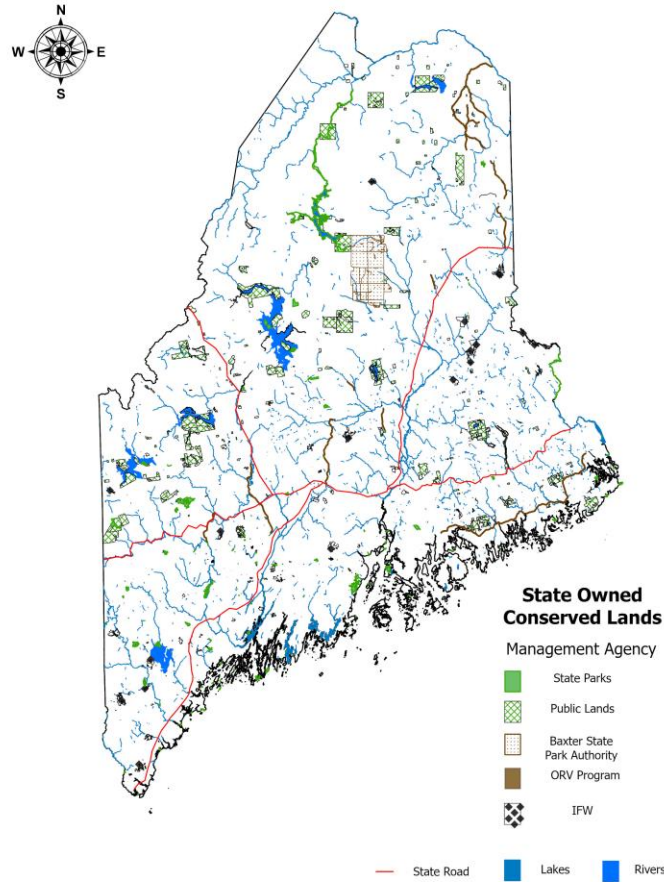 N
W
E
S
State Owned
Conserved Lands
Management Agency
State Parks
Public Lands
Baxter State
Park Authority
ORV Program
IFW
State Road
Lakes
Rivers